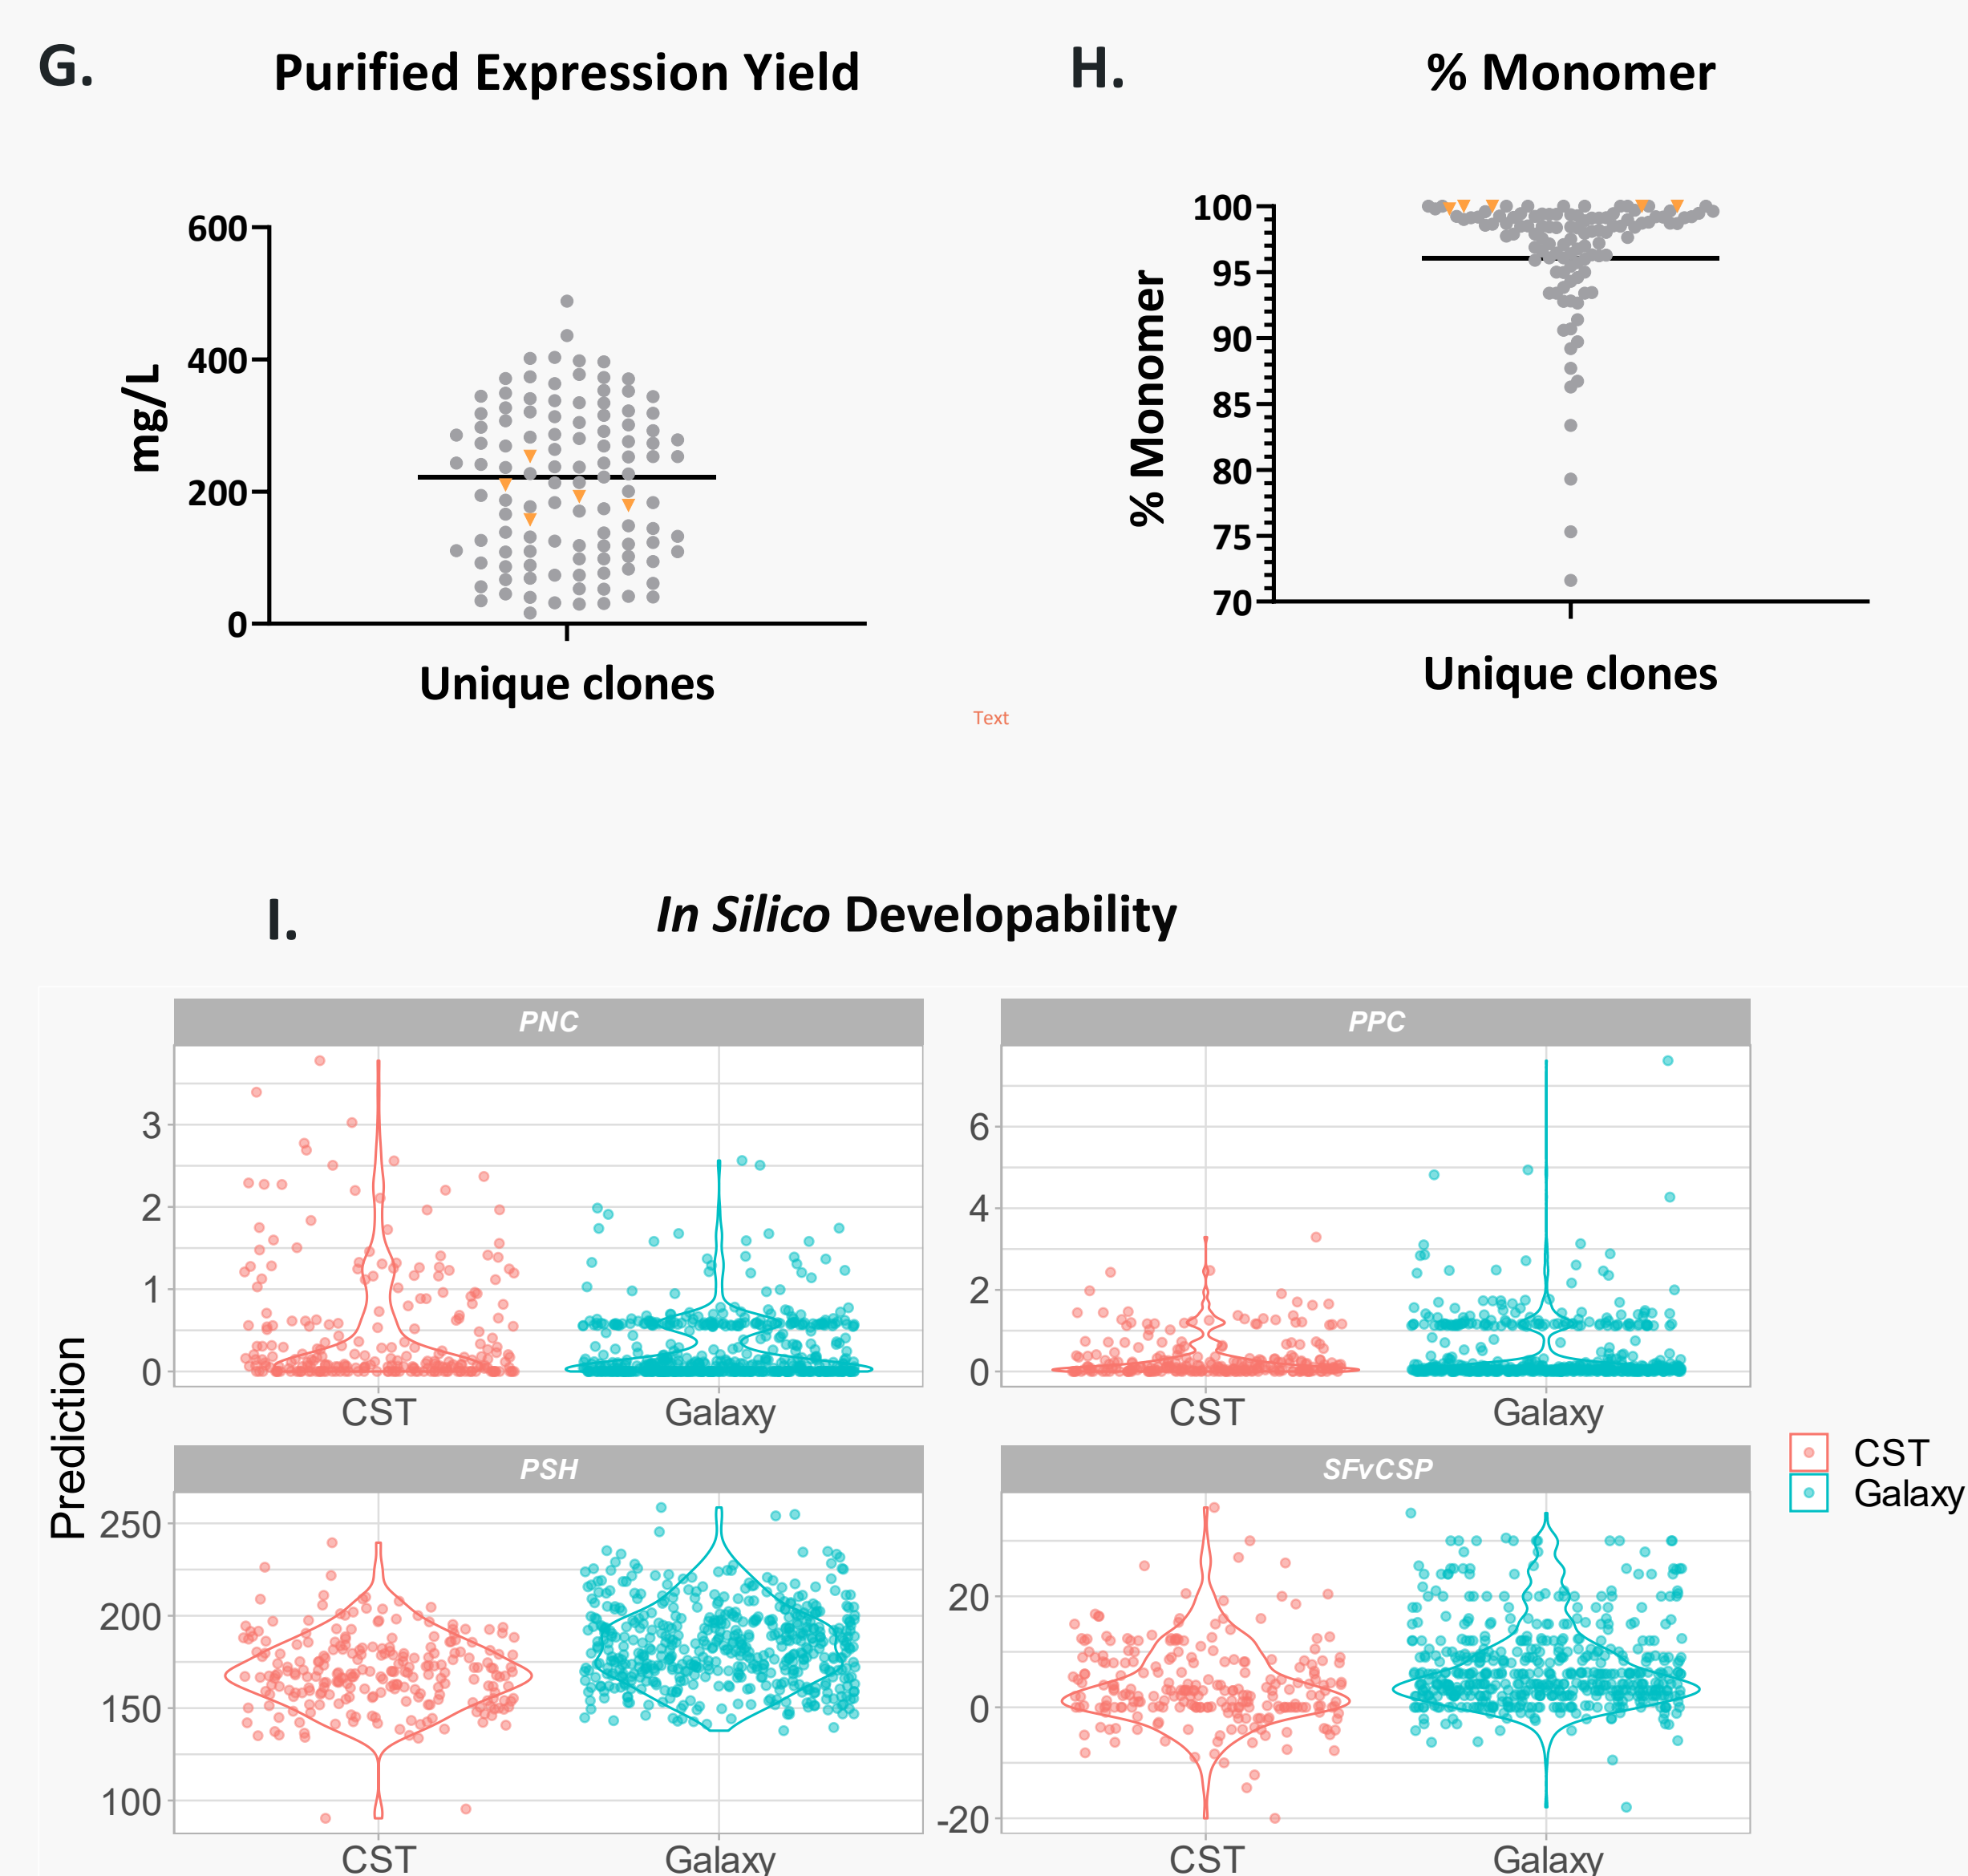 G.
Purified Expression Yield
mg/L
600
400
200
0
Unique clones
H.
% Monomer
% Monomer
100
95
90
85
80
75
70
Unique clones
Text
I.
In Silico Developability
Prediction
PNC
3
2
1
0
CST
Galaxy
PPC
6
4
2
0
CST
Galaxy
PSH
250
200
150
100
CST
Galaxy
SFvCSP
20
0
-20
CST
Galaxy
CST
Galaxy